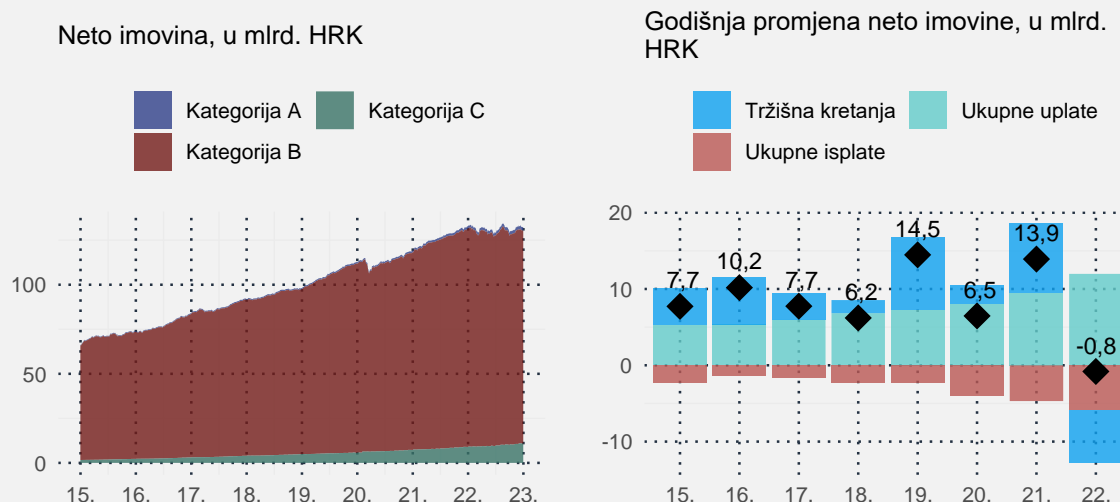 Neto imovina, u mlrd. HRK
Kategorija A
Kategorija C
Kategorija B
100
50
0
15. 16. 17. 18. 19. 20. 21. 22. 23.
Godišnja promjena neto imovine, u mlrd.
HRK
Tržišna kretanja
Ukupne uplate
Ukupne isplate
20
10
0
-10
7,7
10,2
7,7
6,2
14,5
6,5
13,9
-0,8
15. 16. 17. 18. 19. 20. 21. 22.